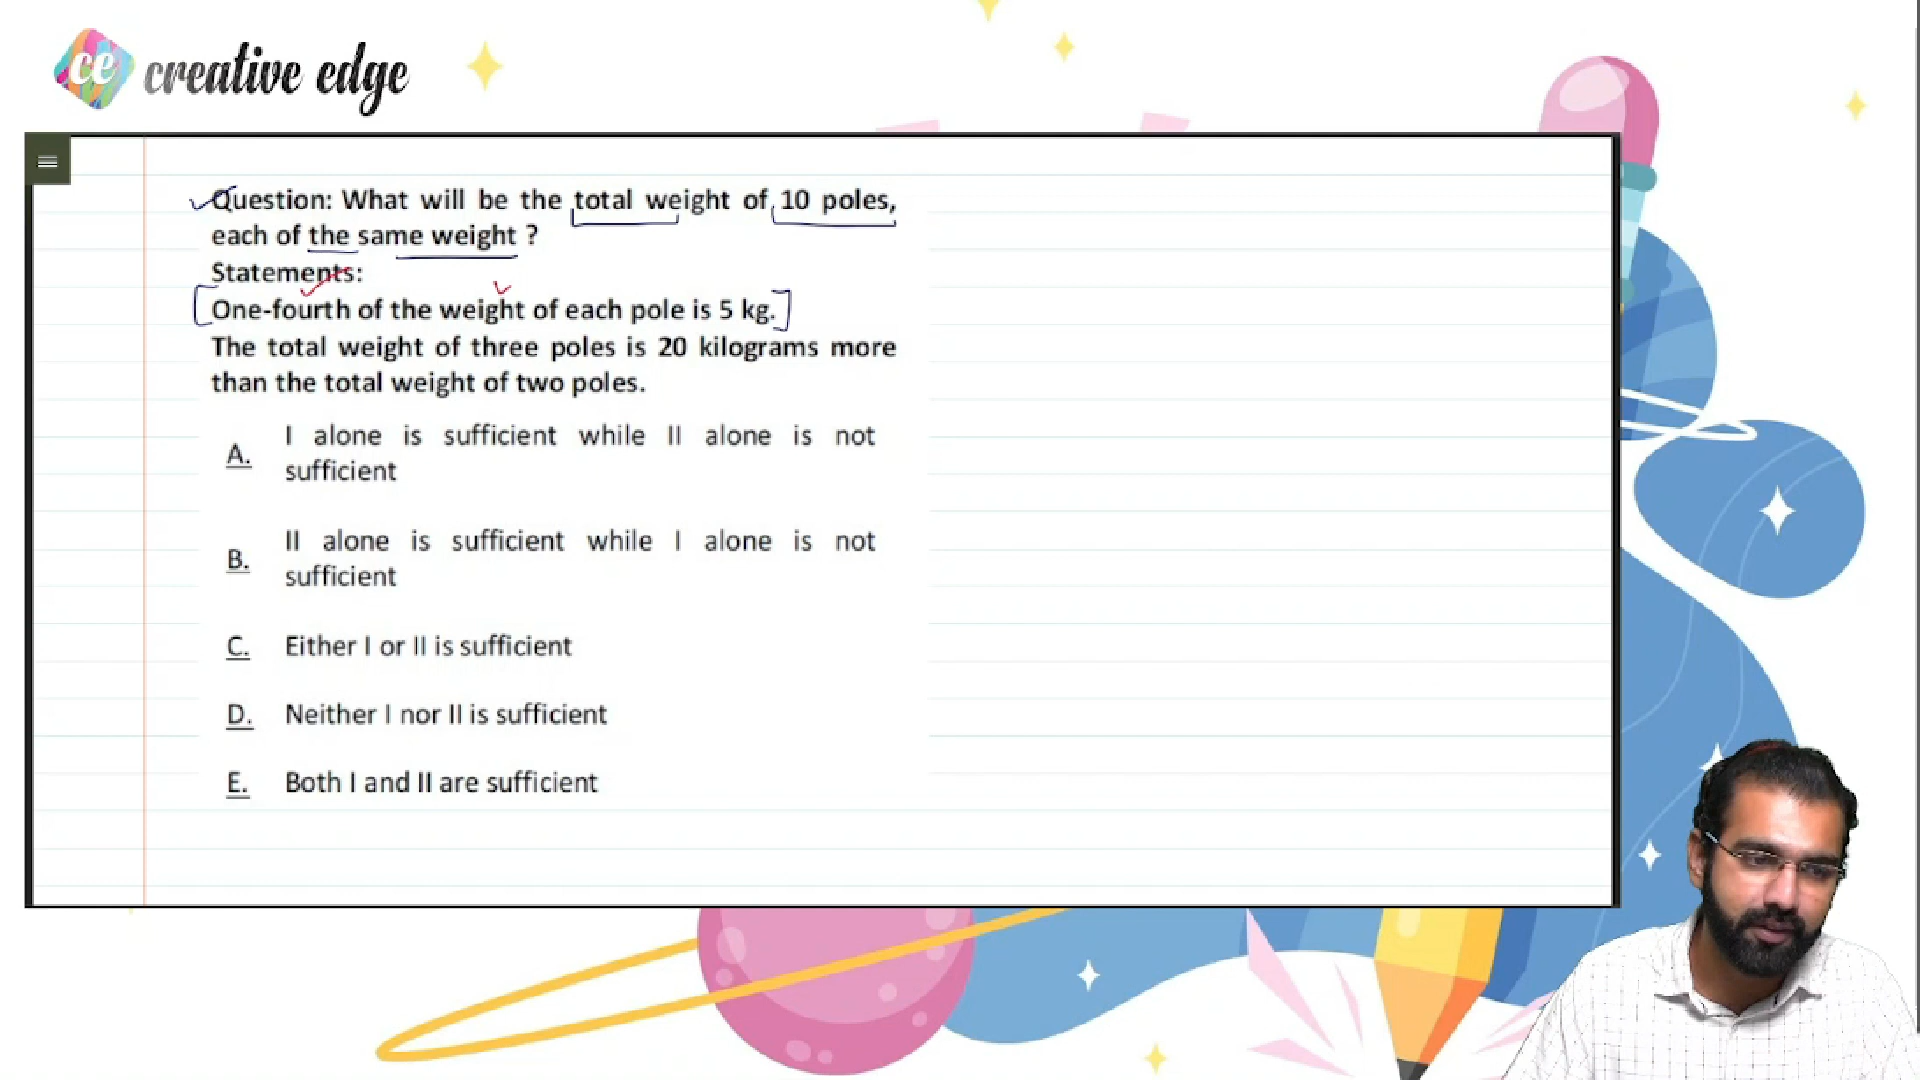 ce creative edge
Question: What will be the total weight of 10 poles,
each of the same weight ?
Statements:
One-fourth of the weight of each pole is 5 kg.
The total weight of three poles is 20 kilograms more
than the total weight of two poles.
A. I alone is sufficient while II alone is not
sufficient
B. II alone is sufficient while I alone is not
sufficient
C. Either I or II is sufficient
D. Neither I nor II is sufficient
E. Both I and II are sufficient